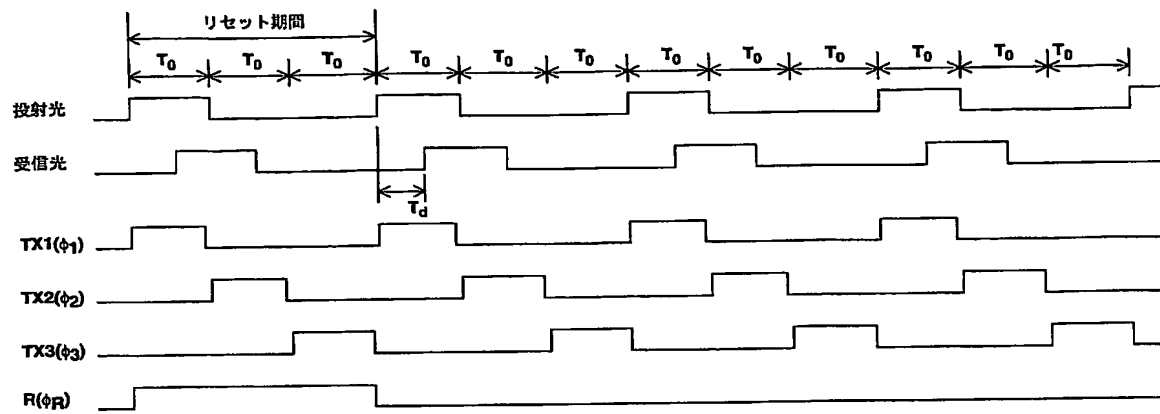 リセット期間
T0 T0 T0 T0 T0 T0 T0 T0 T0 T0 T0 T0
投射光
受信光
Td
TX1(ϕ1)
TX2(ϕ2)
TX3(ϕ3)
R(ϕR)